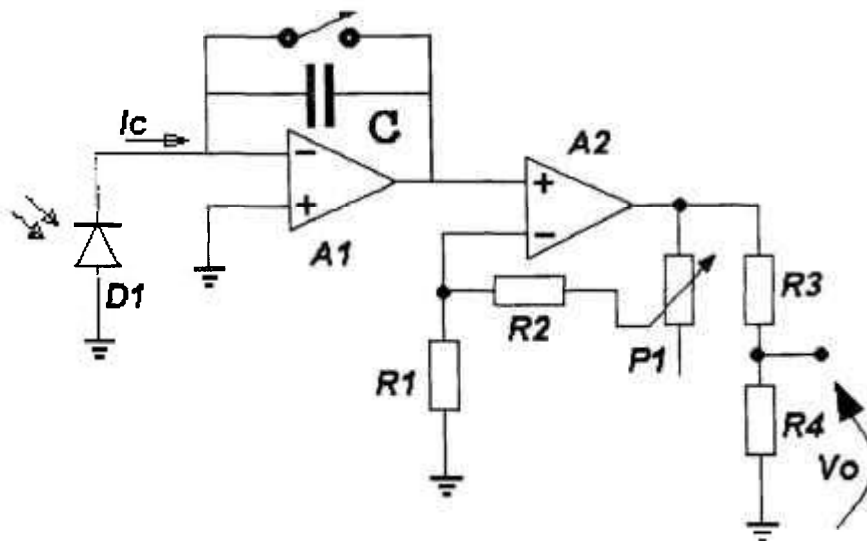 C
Ic
A2
- 
+
+
-
A1
D1
R2
R3
P1
R1
R4
Vo